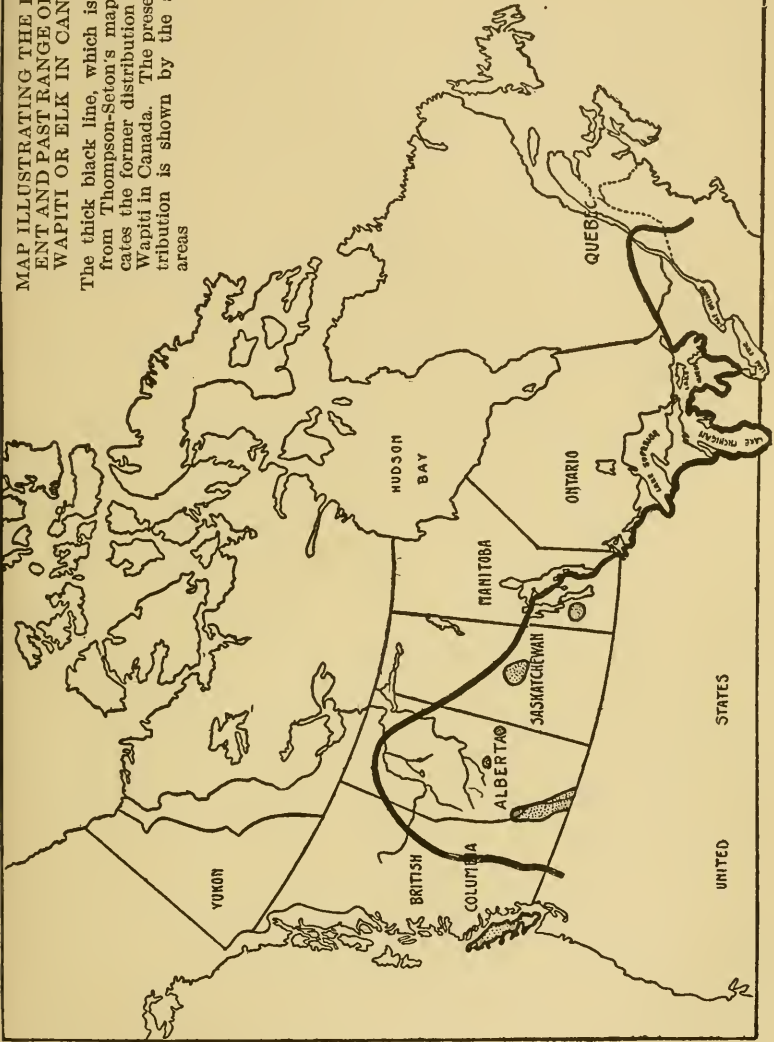 MAP ILLUSTRATING THE
ENT AND PAST RANGE OF
WAPITI OR ELK IN CAN
The thick black line, which is
from Thompson-Seton's map
cates the former distribution
Wapiti in Canada. The prese
tribution is shown by the
areas
YUKON
BRITISH
COLUMBIA
ALBERTA
SASKATCHEWAN
MANITOBA
HUDSON
BAY
ONTARIO
QUEBEC
LAKE SUPERIOR
LAKE MICHIGAN
UNITED
STATES